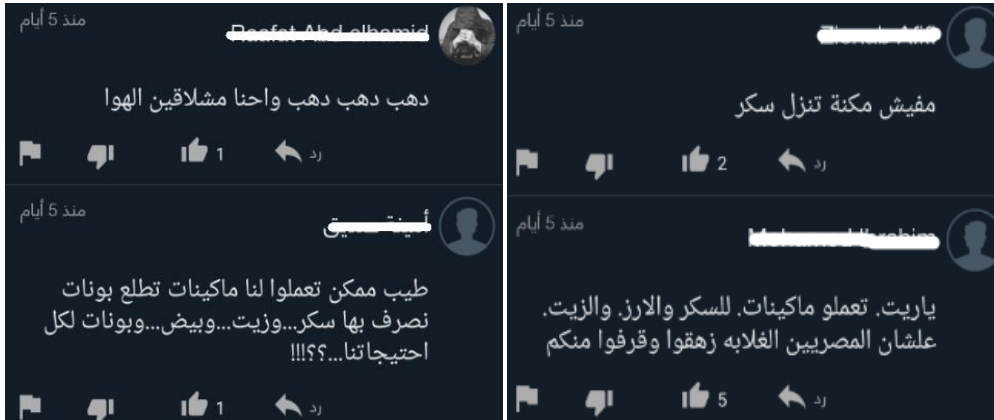 منذ 5 أيام
دهب دهب دهب واحنا مشلاقين الهوا
1
رد
منذ 5 أيام
طيب ممكن تعملوا لنا ماكينات تطلع بونات
نصرف بها سكر...وزيت...وبيض...وبونات لكل
احتيجاتنا...؟؟!!!
1
رد
منذ 5 أيام
مفيش مكنة تنزل سكر
2
رد
منذ 5 أيام
ياريت. تعملو ماكينات. للسكر والارز. والزيت.
علشان المصريين الغلابه زهقوا وقرفوا منكم
5
رد